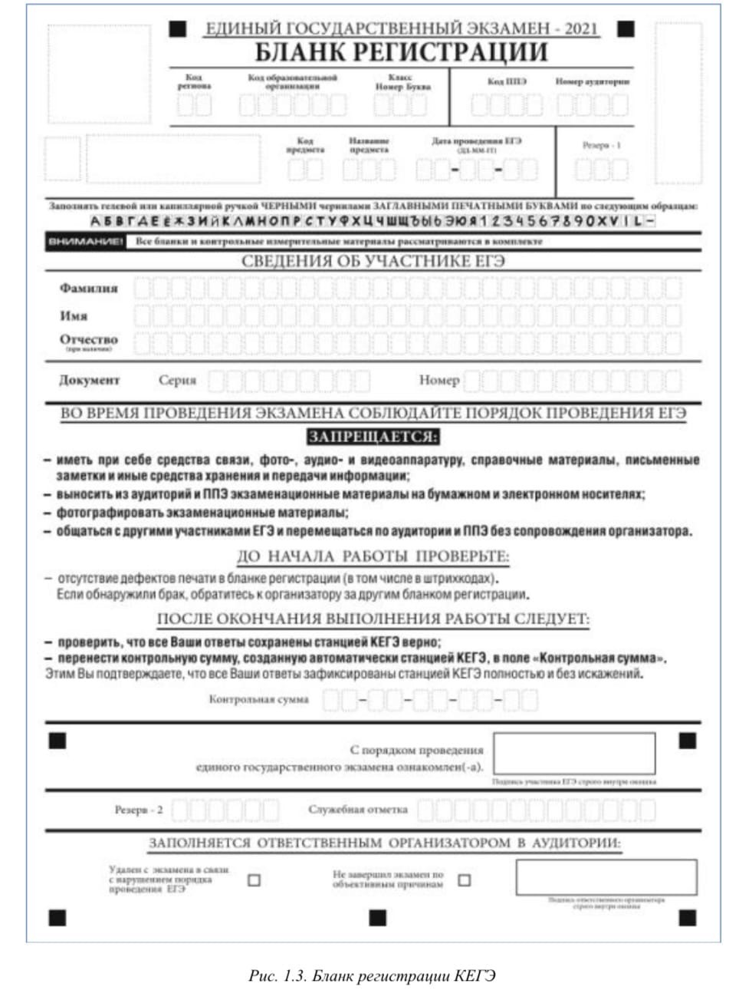 ЕДИНЫЙ ГОСУДАРСТВЕННЫЙ ЭКЗАМЕН - 2021
БЛАНК РЕГИСТРАЦИИ
Код региона
Код образовательной организации
Класс Номер Буква
Код ППЭ
Номер аудитории
Код предмета
Название предмета
Дата проведения ЕГЭ (ДД-ММ-ГГ)
Резерв - 1
Заполнять гелевой или капиллярной ручкой ЧЕРНЫМИ чернилами ЗАГЛАВНЫМИ ПЕЧАТНЫМИ БУКВАМИ по следующим образцам:
АБВГДЕЁЖЗИЙКЛМНОПРСТУФХЦЧШЩЪЫЬЭЮЯ1234567890XVIL-
ВНИМАНИЕ! Все бланки и контрольные измерительные материалы рассматриваются в комплекте
СВЕДЕНИЯ ОБ УЧАСТНИКЕ ЕГЭ
Фамилия
Имя
Отчество
(при наличии)
Документ Серия Номер
ВО ВРЕМЯ ПРОВЕДЕНИЯ ЭКЗАМЕНА СОБЛЮДАЙТЕ ПОРЯДОК ПРОВЕДЕНИЯ ЕГЭ
ЗАПРЕЩАЕТСЯ:
– иметь при себе средства связи, фото-, аудио- и видеоаппаратуру, справочные материалы, письменные
заметки и иные средства хранения и передачи информации;
– выносить из аудиторий и ППЭ экзаменационные материалы на бумажном и электронном носителях;
– фотографировать экзаменационные материалы;
– общаться с другими участниками ЕГЭ и перемещаться по аудитории и ППЭ без сопровождения организатора.
ДО НАЧАЛА РАБОТЫ ПРОВЕРЬТЕ:
– отсутствие дефектов печати в бланке регистрации (в том числе в штрихкодах).
Если обнаружили брак, обратитесь к организатору за другим бланком регистрации.
ПОСЛЕ ОКОНЧАНИЯ ВЫПОЛНЕНИЯ РАБОТЫ СЛЕДУЕТ:
– проверить, что все Ваши ответы сохранены станцией КЕГЭ верно;
– перенести контрольную сумму, созданную автоматически станцией КЕГЭ, в поле «Контрольная сумма».
Этим Вы подтверждаете, что все Ваши ответы зафиксированы станцией КЕГЭ полностью и без искажений.
Контрольная сумма
С порядком проведения
единого государственного экзамена ознакомлен(-а).
Подпись участника ЕГЭ строго внутри окошка
Резерв - 2 Служебная отметка
ЗАПОЛНЯЕТСЯ ОТВЕТСТВЕННЫМ ОРГАНИЗАТОРОМ В АУДИТОРИИ:
Удален с экзамена в связи
с нарушением порядка
проведения ЕГЭ
Не завершил экзамен по
объективным причинам
Подпись ответственного организатора
строго внутри окошка
Рис. 1.3. Бланк регистрации КЕГЭ